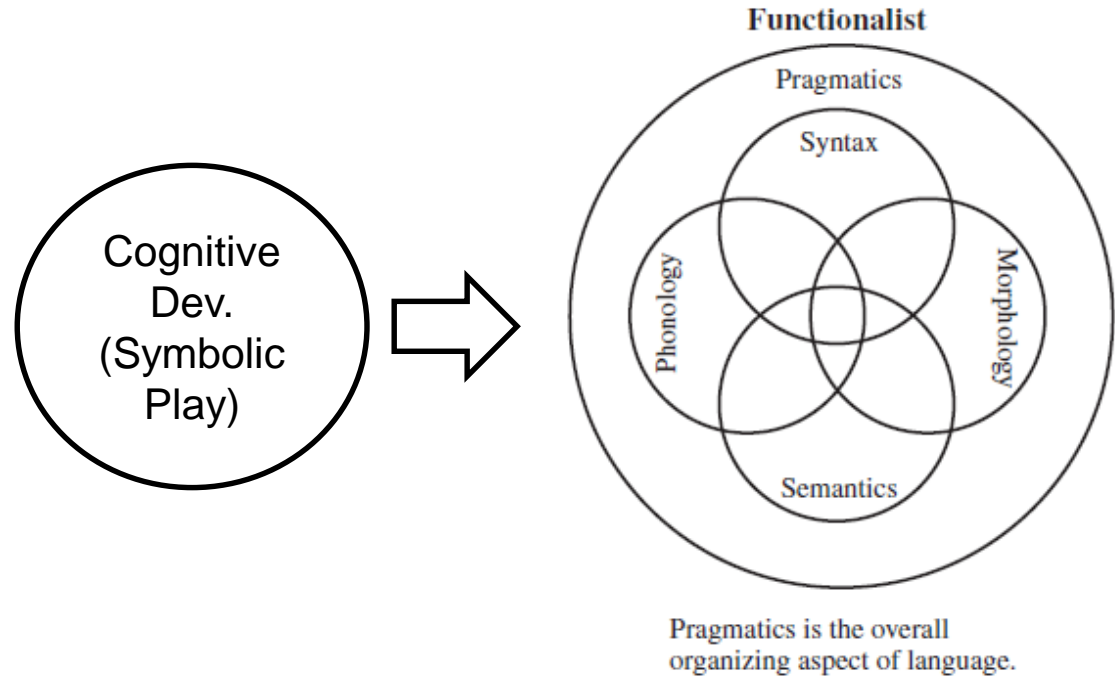 Cognitive
Dev.
(Symbolic
Play)
Functionalist
Pragmatics
Syntax
Phonology
Morphology
Semantics
Pragmatics is the overall
organizing aspect of language.